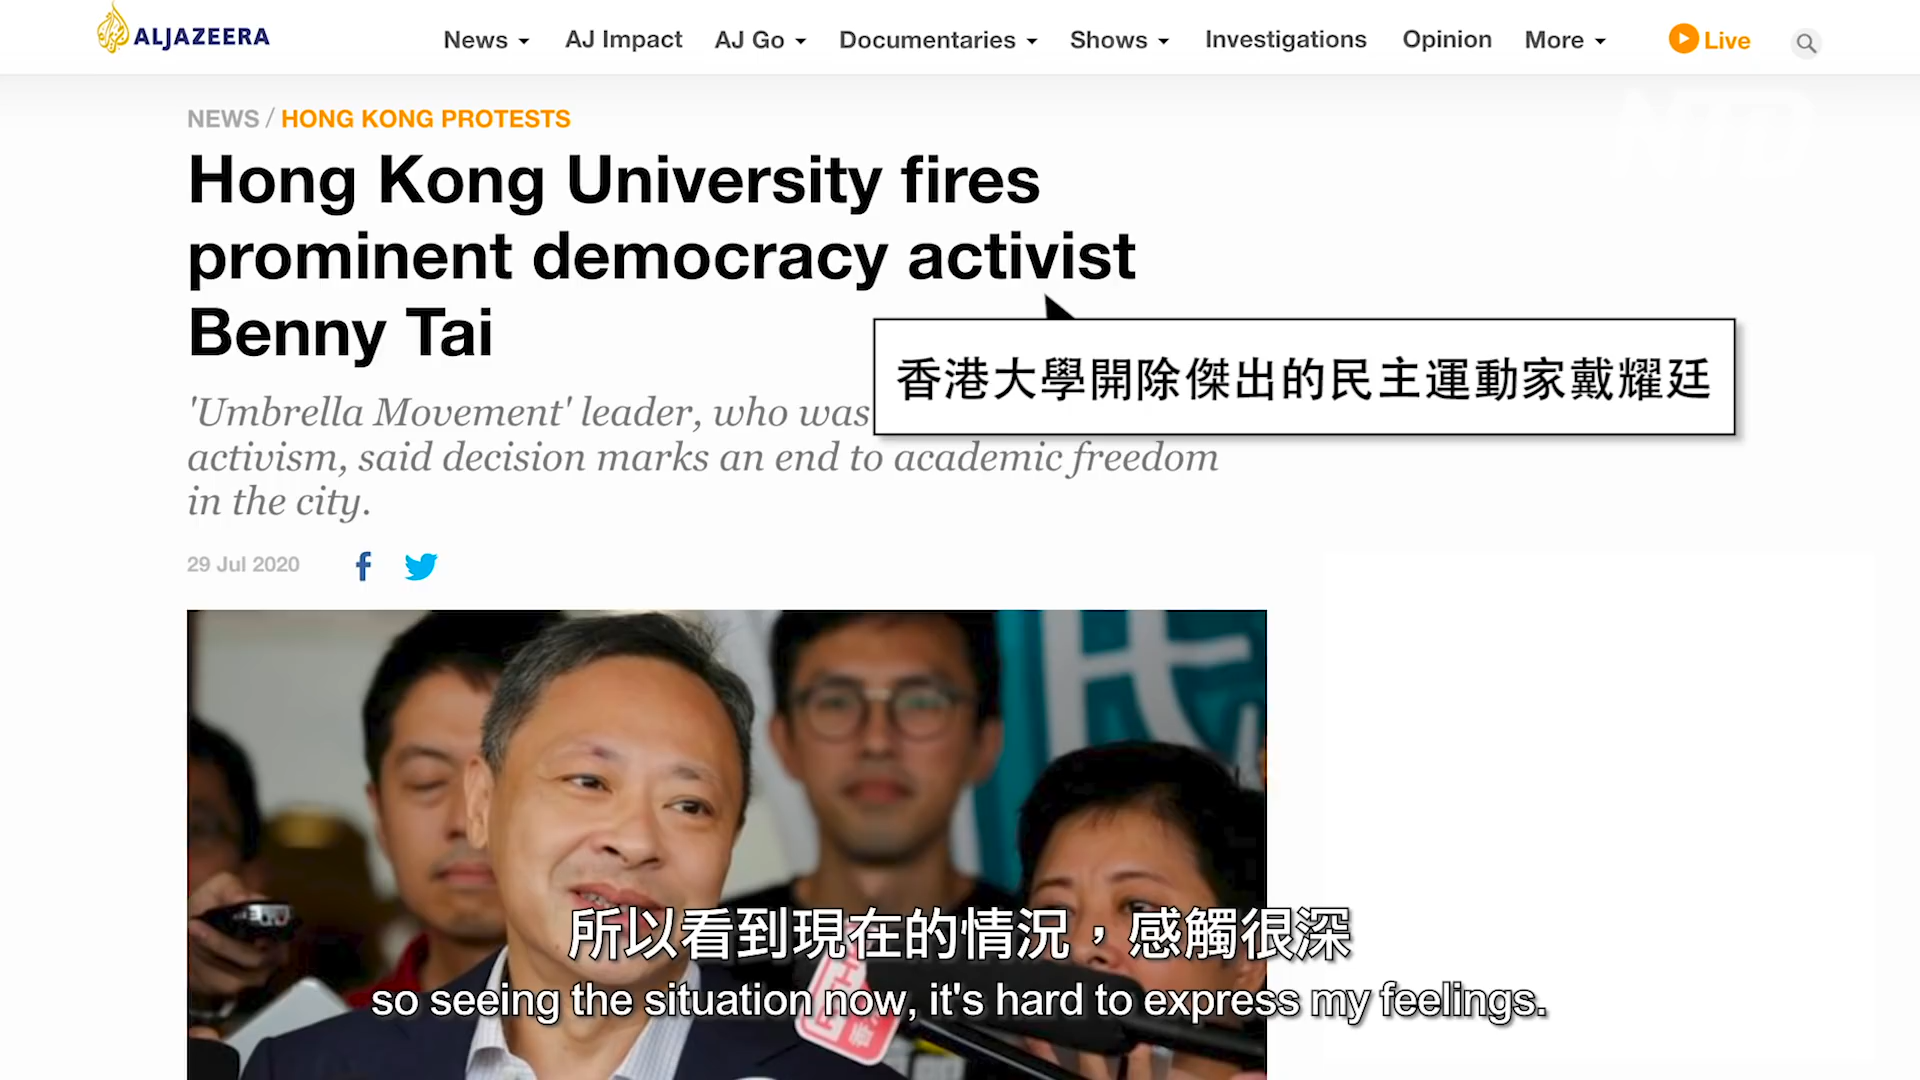 ALJAZEERA
News AJ Impact AJ Go Documentaries Shows Investigations Opinion More Live
NTD
NEWS / HONG KONG PROTESTS
Hong Kong University fires
prominent democracy activist
Benny Tai
香港大學開除傑出的民主運動家戴耀廷
'Umbrella Movement' leader, who was
activism, said decision marks an end to academic freedom
in the city.
29 Jul 2020
民
所以看到現在的情況，感觸很深
so seeing the situation now, it's hard to express my feelings.